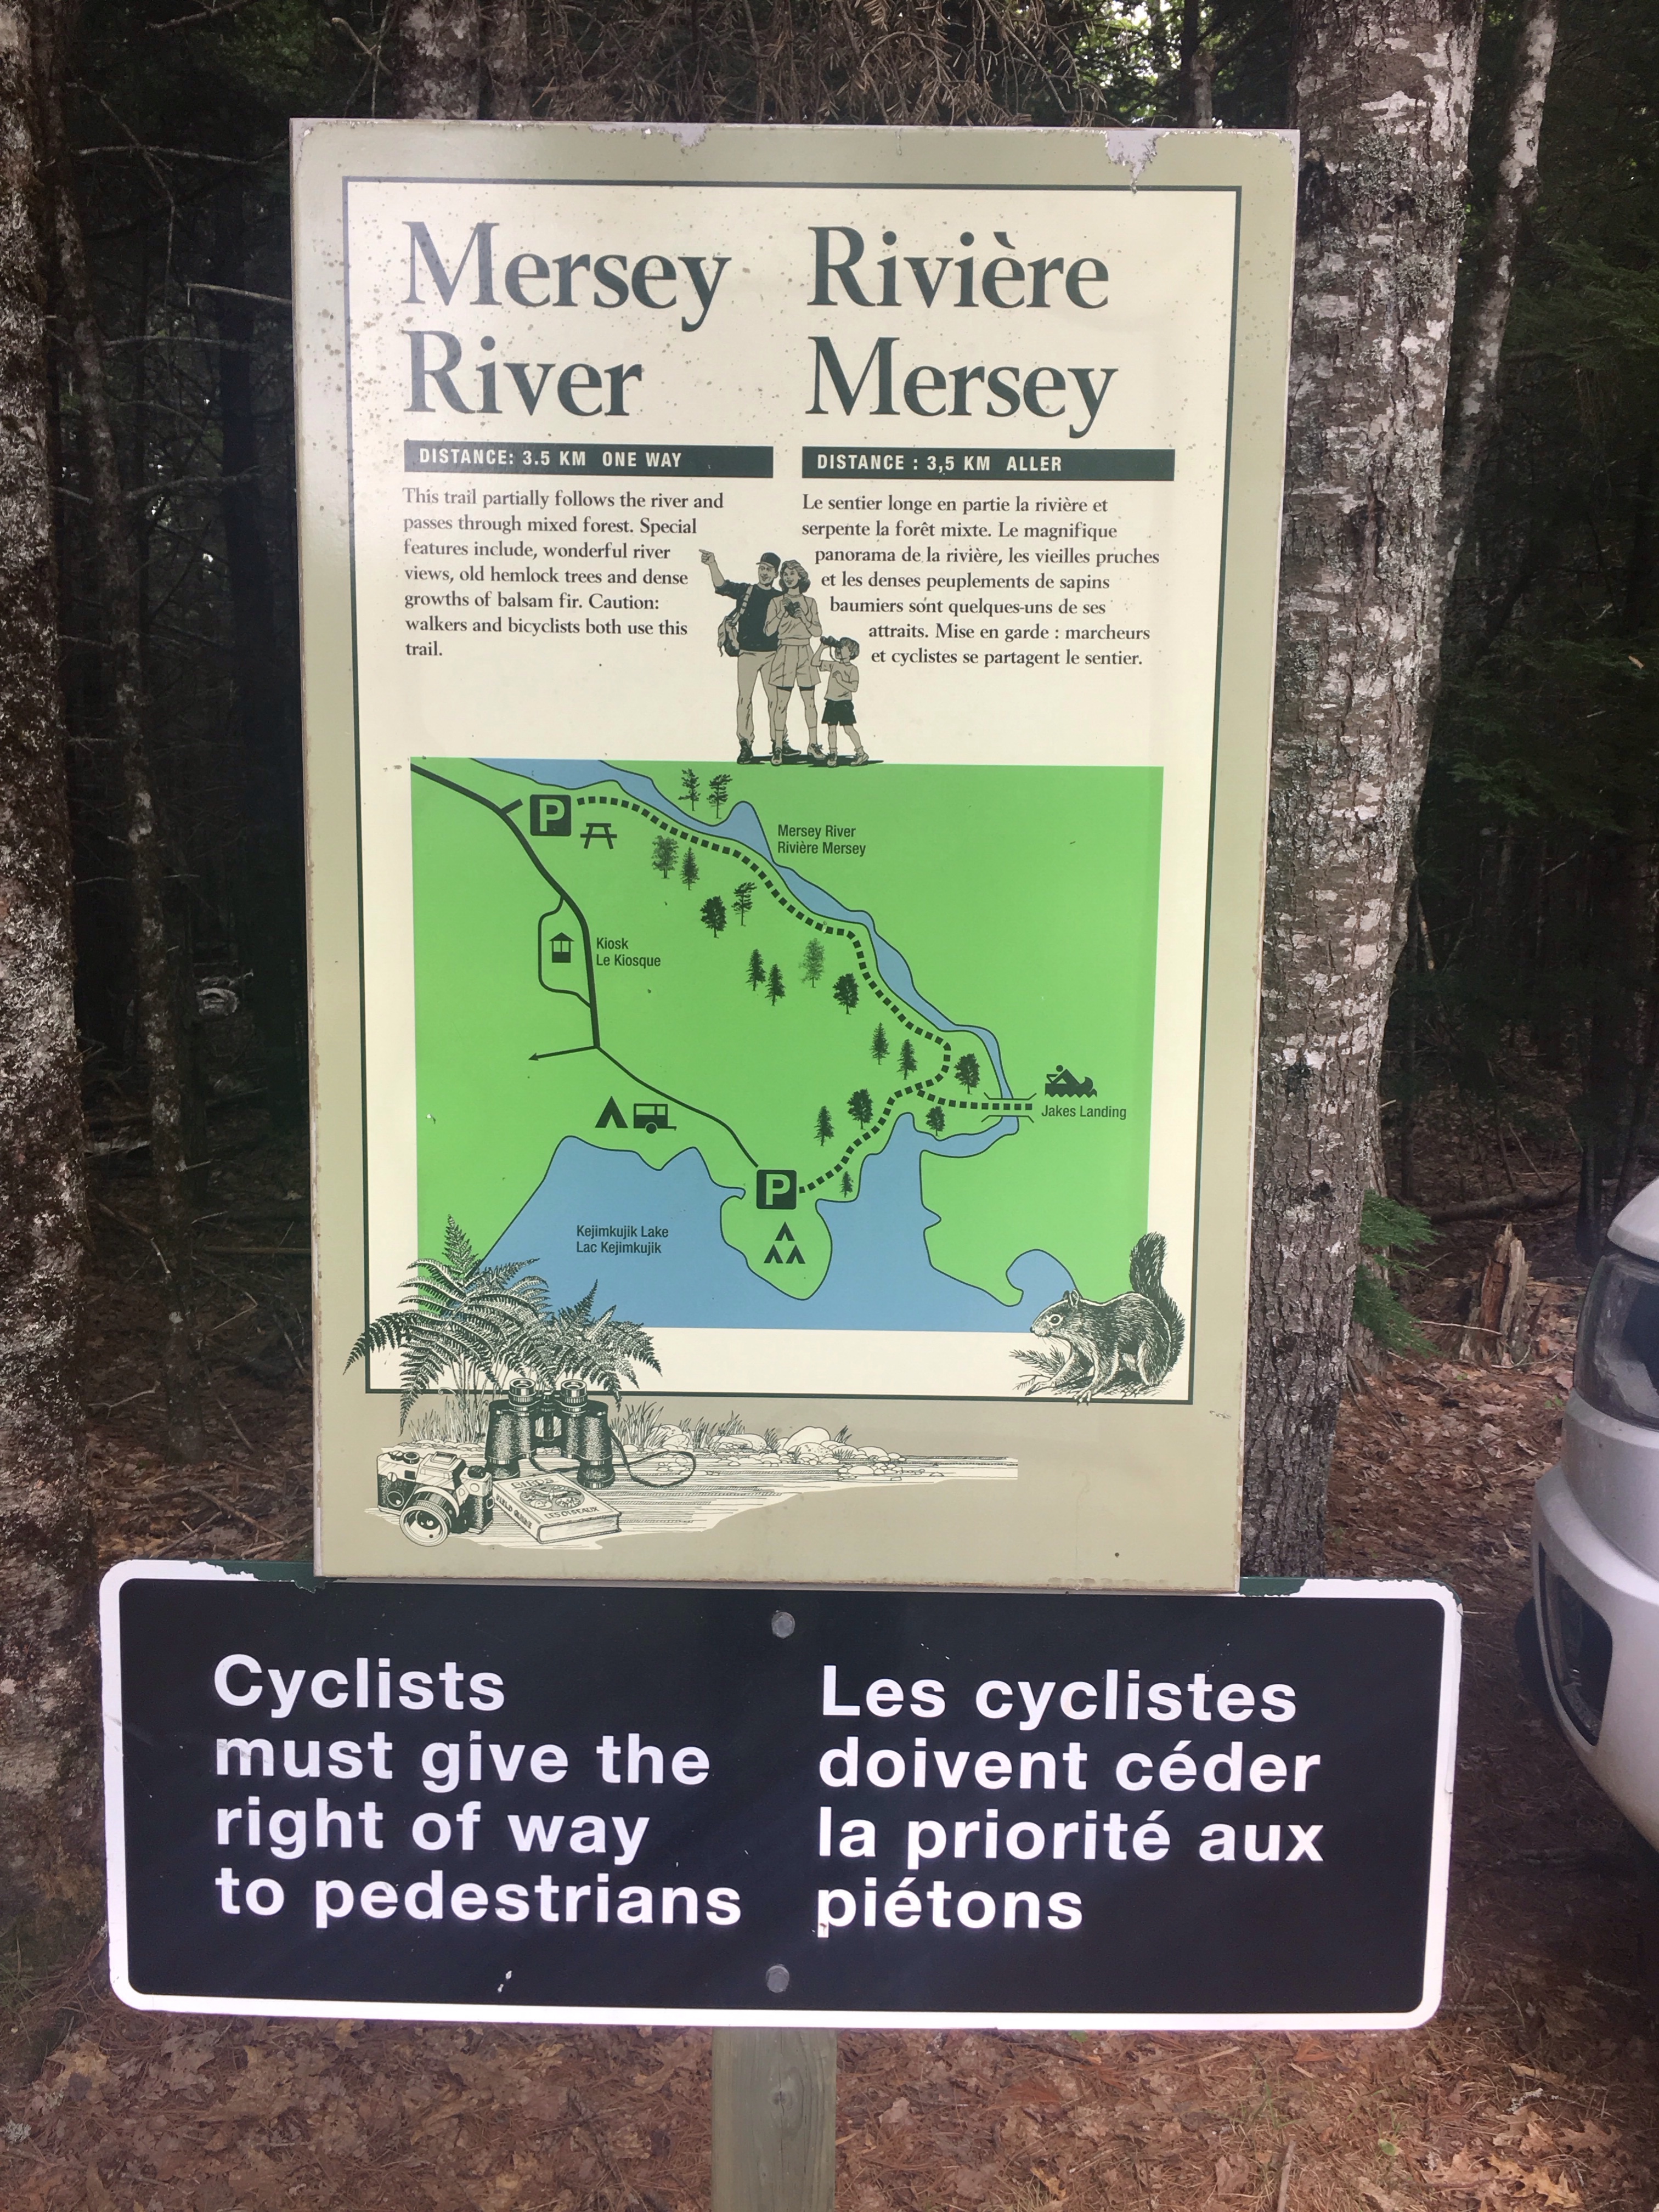 Mersey
River
Rivière
Mersey
DISTANCE: 3.5 KM ONE WAY
This trail partially follows the river and
passes through mixed forest. Special
features include, wonderful river
views, old hemlock trees and dense
growths of balsam fir. Caution:
walkers and bicyclists both use this
trail.
DISTANCE : 3,5 KM ALLER
Le sentier longe en partie la rivière et
serpente la forêt mixte. Le magnifique
panorama de la rivière, les vieilles pruches
et les denses peuplements de sapins
baumiers sont quelques-uns de ses
attraits. Mise en garde : marcheurs
et cyclistes se partagent le sentier.
P
Mersey River
Rivière Mersey
Kiosk
Le Kiosque
Jakes Landing
P
Kejimkujik Lake
Lac Kejimkujik
FIELD GUIDE
LES OISEAUX
Cyclists
must give the
right of way
to pedestrians
Les cyclistes
doivent céder
la priorité aux
piétons